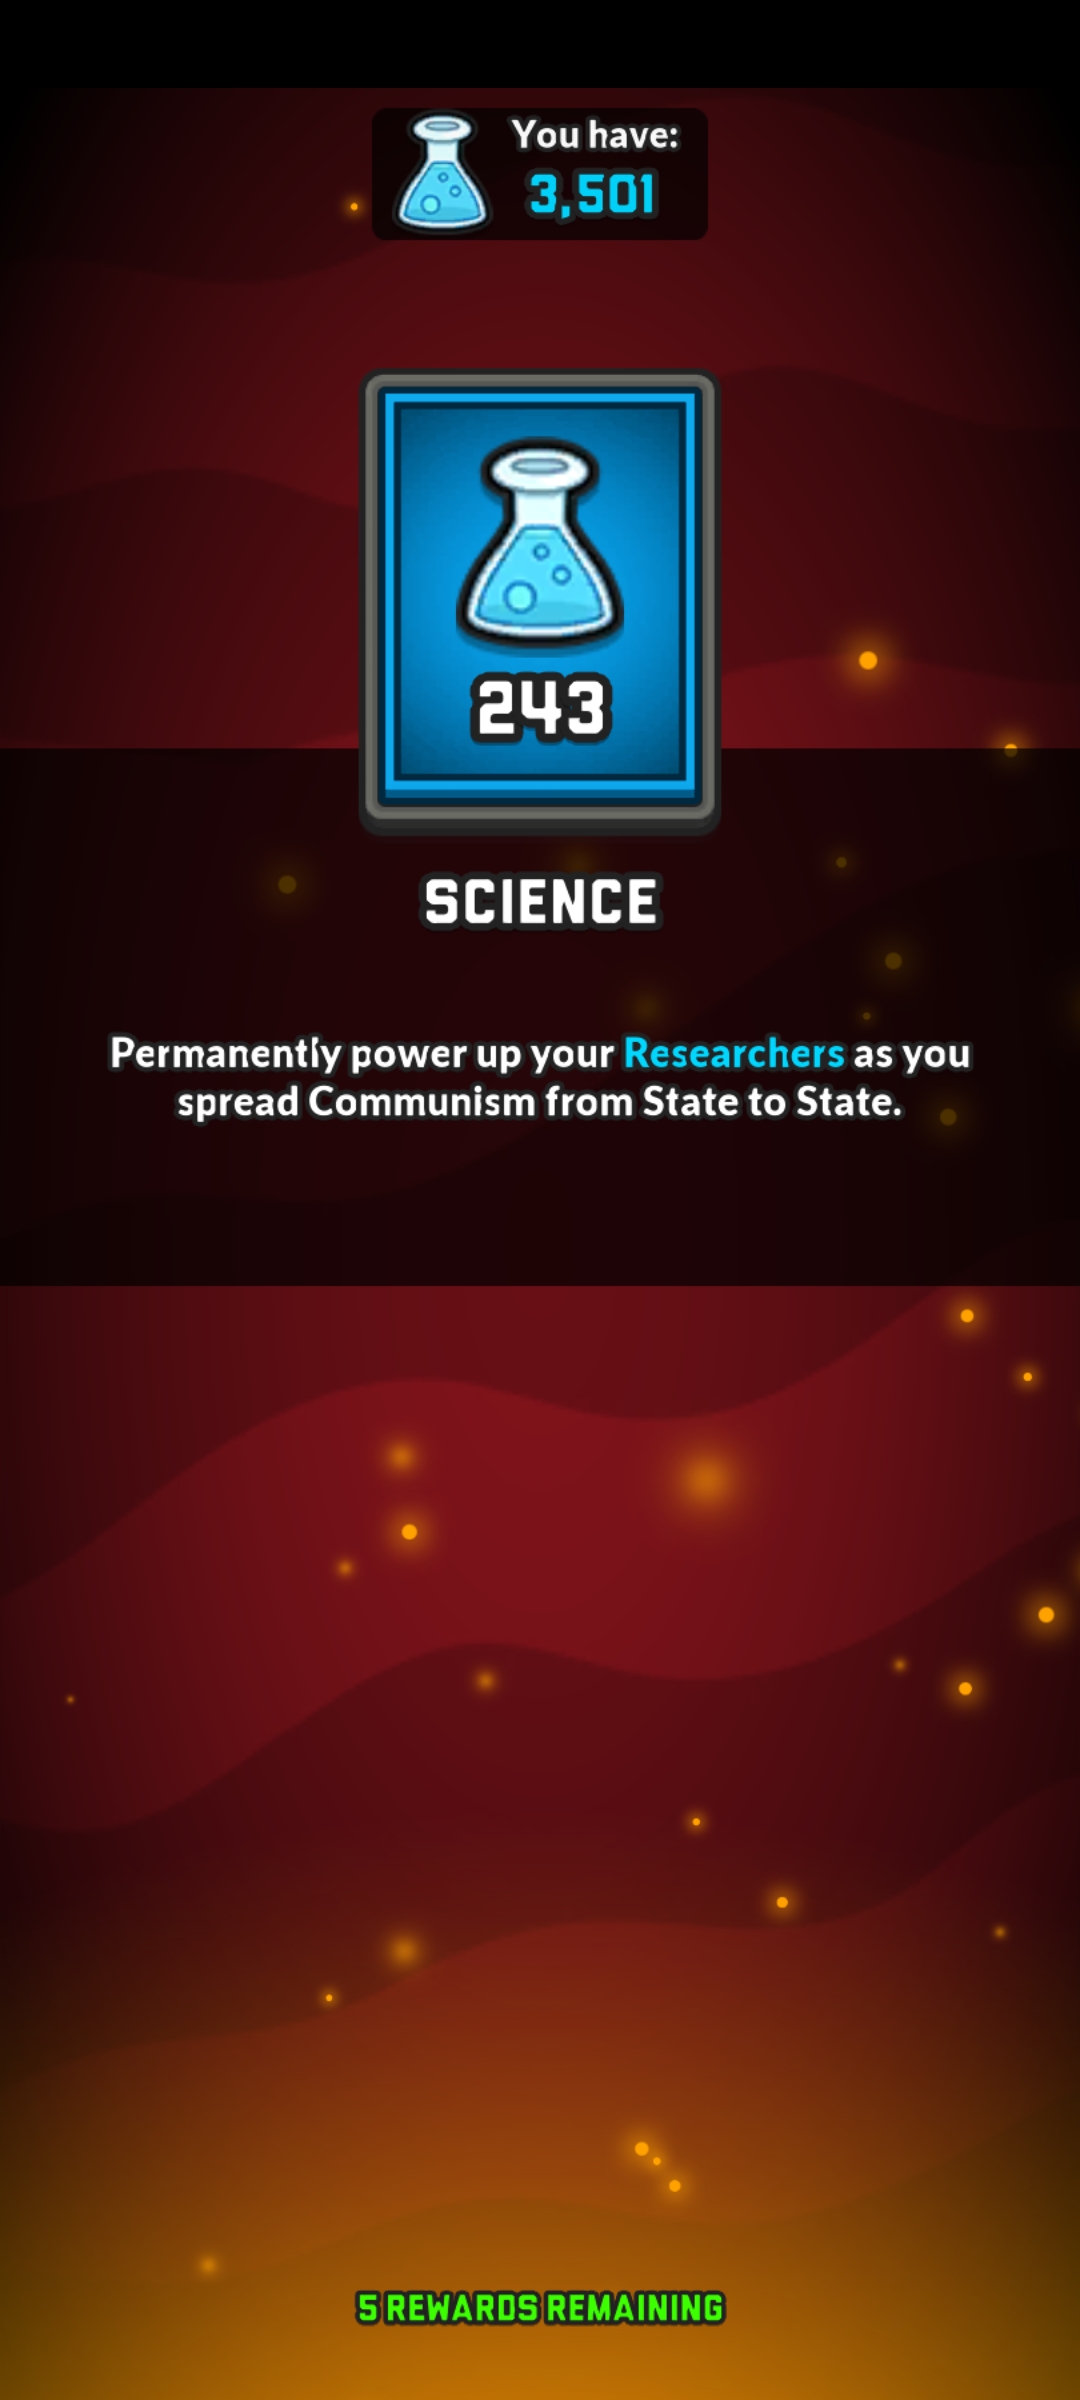 You have:
3,501
243
SCIENCE
Permanently power up your Researchers as you
spread Communism from State to State.
5 REWARDS REMAINING